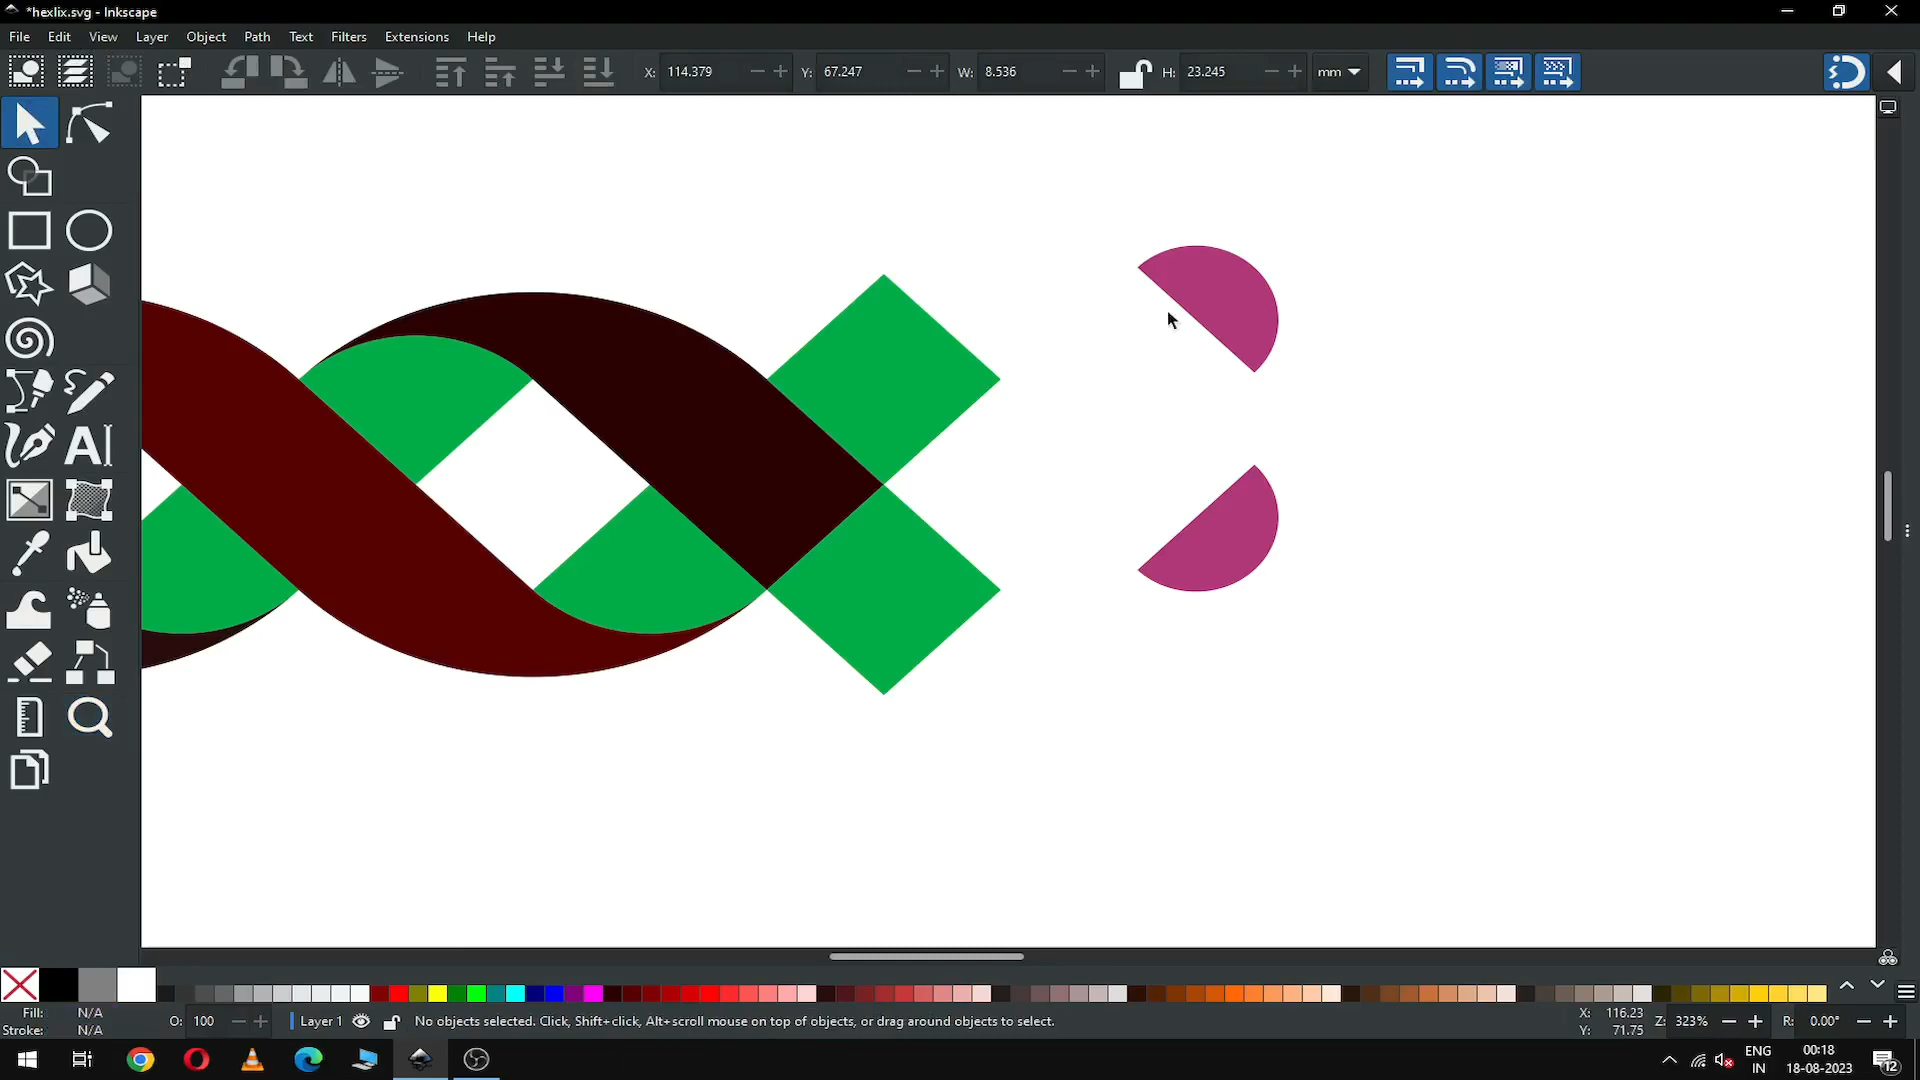 *hexlix.svg - Inkscape
File Edit View Layer Object Path Text Filters Extensions Help
X: 114.379 Y: 67.247 W: 8.536 H: 23.245 mm
Fill: N/A
Stroke: N/A
O: 100
Layer 1
No objects selected. Click, Shift+click, Alt+scroll mouse on top of objects, or drag around objects to select.
X: 116.23
Y: 71.75
Z: 323%
R: 0.00°
ENG
IN
00:18
18-08-2023
12